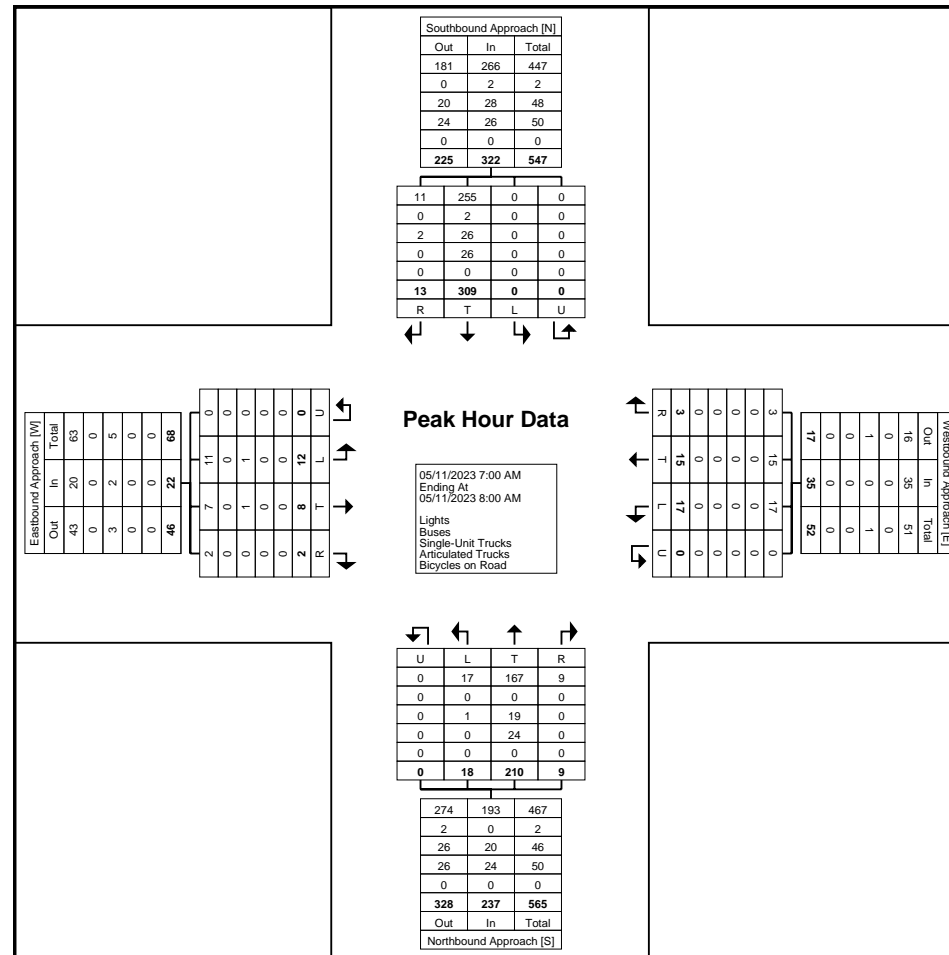 Southbound Approach [N]
Out In Total
181 266 447
0 2 2
20 28 48
24 26 50
0 0 0
225 322 547
11 255 0 0
0 2 0 0
2 26 0 0
0 26 0 0
0 0 0 0
13 309 0 0
R T L U
Eastbound Approach [W]
Total In Out
63 20 43
0 0 0
5 2 3
0 0 0
0 0 0
68 22 46
0 11 7 2
0 0 0 0
0 1 1 0
0 0 0 0
0 0 0 0
0 12 8 2
U L T R
Peak Hour Data
05/11/2023 7:00 AM
Ending At
05/11/2023 8:00 AM
Lights
Buses
Single-Unit Trucks
Articulated Trucks
Bicycles on Road
R T L U
3 15 17 0
0 0 0 0
0 0 0 0
0 0 0 0
0 0 0 0
3 15 17 0
17 35 52
0 0 0
0 0 0
1 0 1
0 0 0
16 35 51
Out In Total
Westbound Approach [E]
U L T R
0 17 167 9
0 0 0 0
0 1 19 0
0 0 24 0
0 0 0 0
0 18 210 9
274 193 467
2 0 2
26 20 46
26 24 50
0 0 0
328 237 565
Out In Total
Northbound Approach [S]